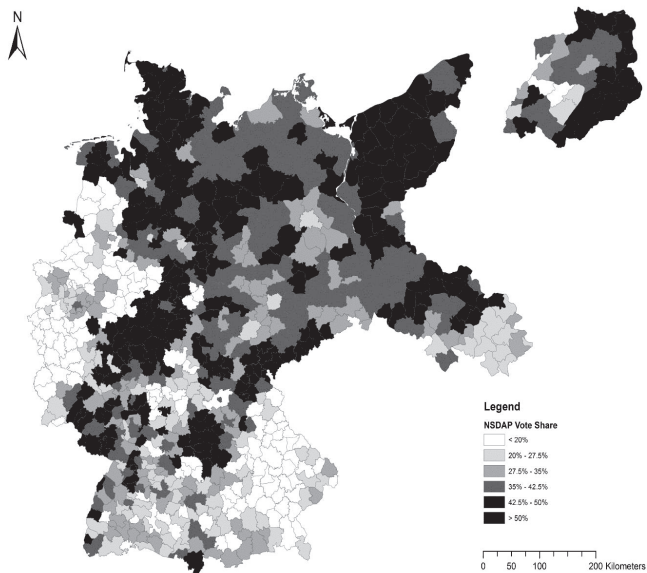 N
Legend
NSDAP Vote Share
< 20%
20% - 27.5%
27.5% - 35%
35% - 42.5%
42.5% - 50%
> 50%
0 50 100 200 Kilometers